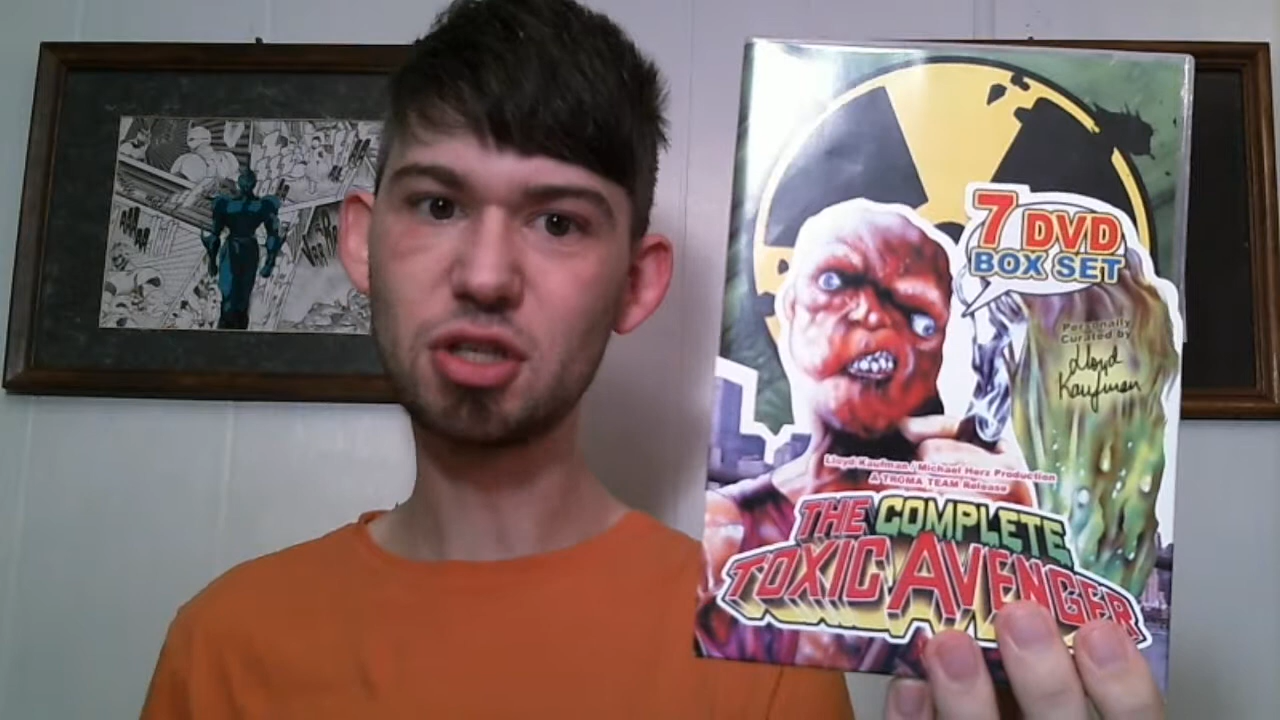 7 DVD
BOX SET
Personally
Curated by
Lloyd
Kaufman
Lloyd Kaufman / Michael Herz Production
A TROMA TEAM Release
THE COMPLETE
TOXIC AVENGER